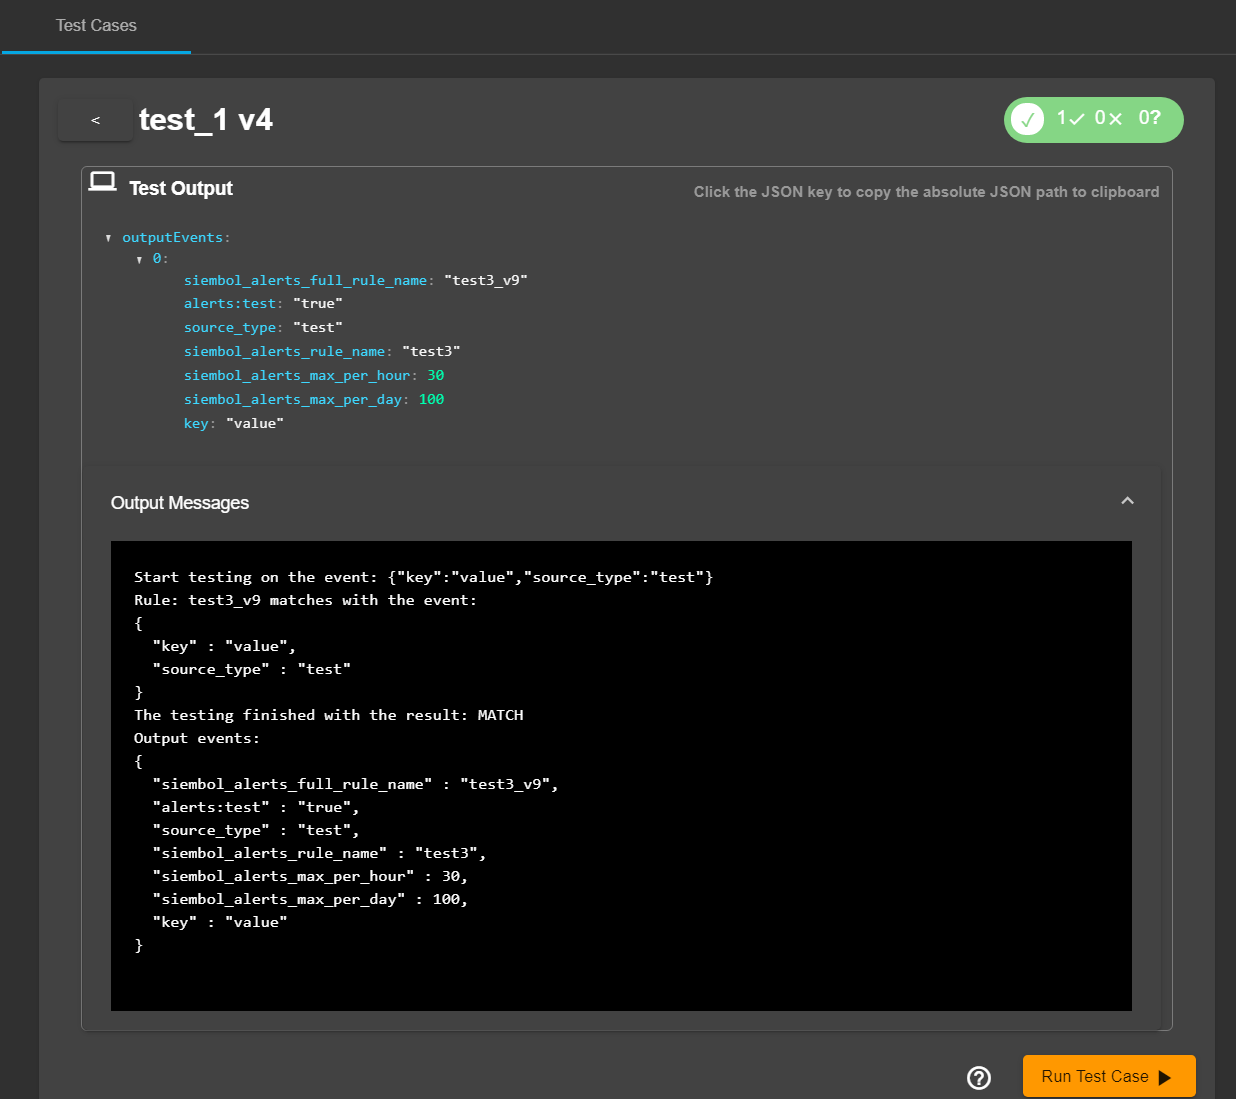 Test Cases
< test_1 v4 1✓ 0✕ 0?
Test Output Click the JSON key to copy the absolute JSON path to clipboard
outputEvents:
0:
siembol_alerts_full_rule_name: "test3_v9"
alerts:test: "true"
source_type: "test"
siembol_alerts_rule_name: "test3"
siembol_alerts_max_per_hour: 30
siembol_alerts_max_per_day: 100
key: "value"
Output Messages
Start testing on the event: {"key":"value","source_type":"test"}
Rule: test3_v9 matches with the event:
{
  "key" : "value",
  "source_type" : "test"
}
The testing finished with the result: MATCH
Output events:
{
  "siembol_alerts_full_rule_name" : "test3_v9",
  "alerts:test" : "true",
  "source_type" : "test",
  "siembol_alerts_rule_name" : "test3",
  "siembol_alerts_max_per_hour" : 30,
  "siembol_alerts_max_per_day" : 100,
  "key" : "value"
}
? Run Test Case